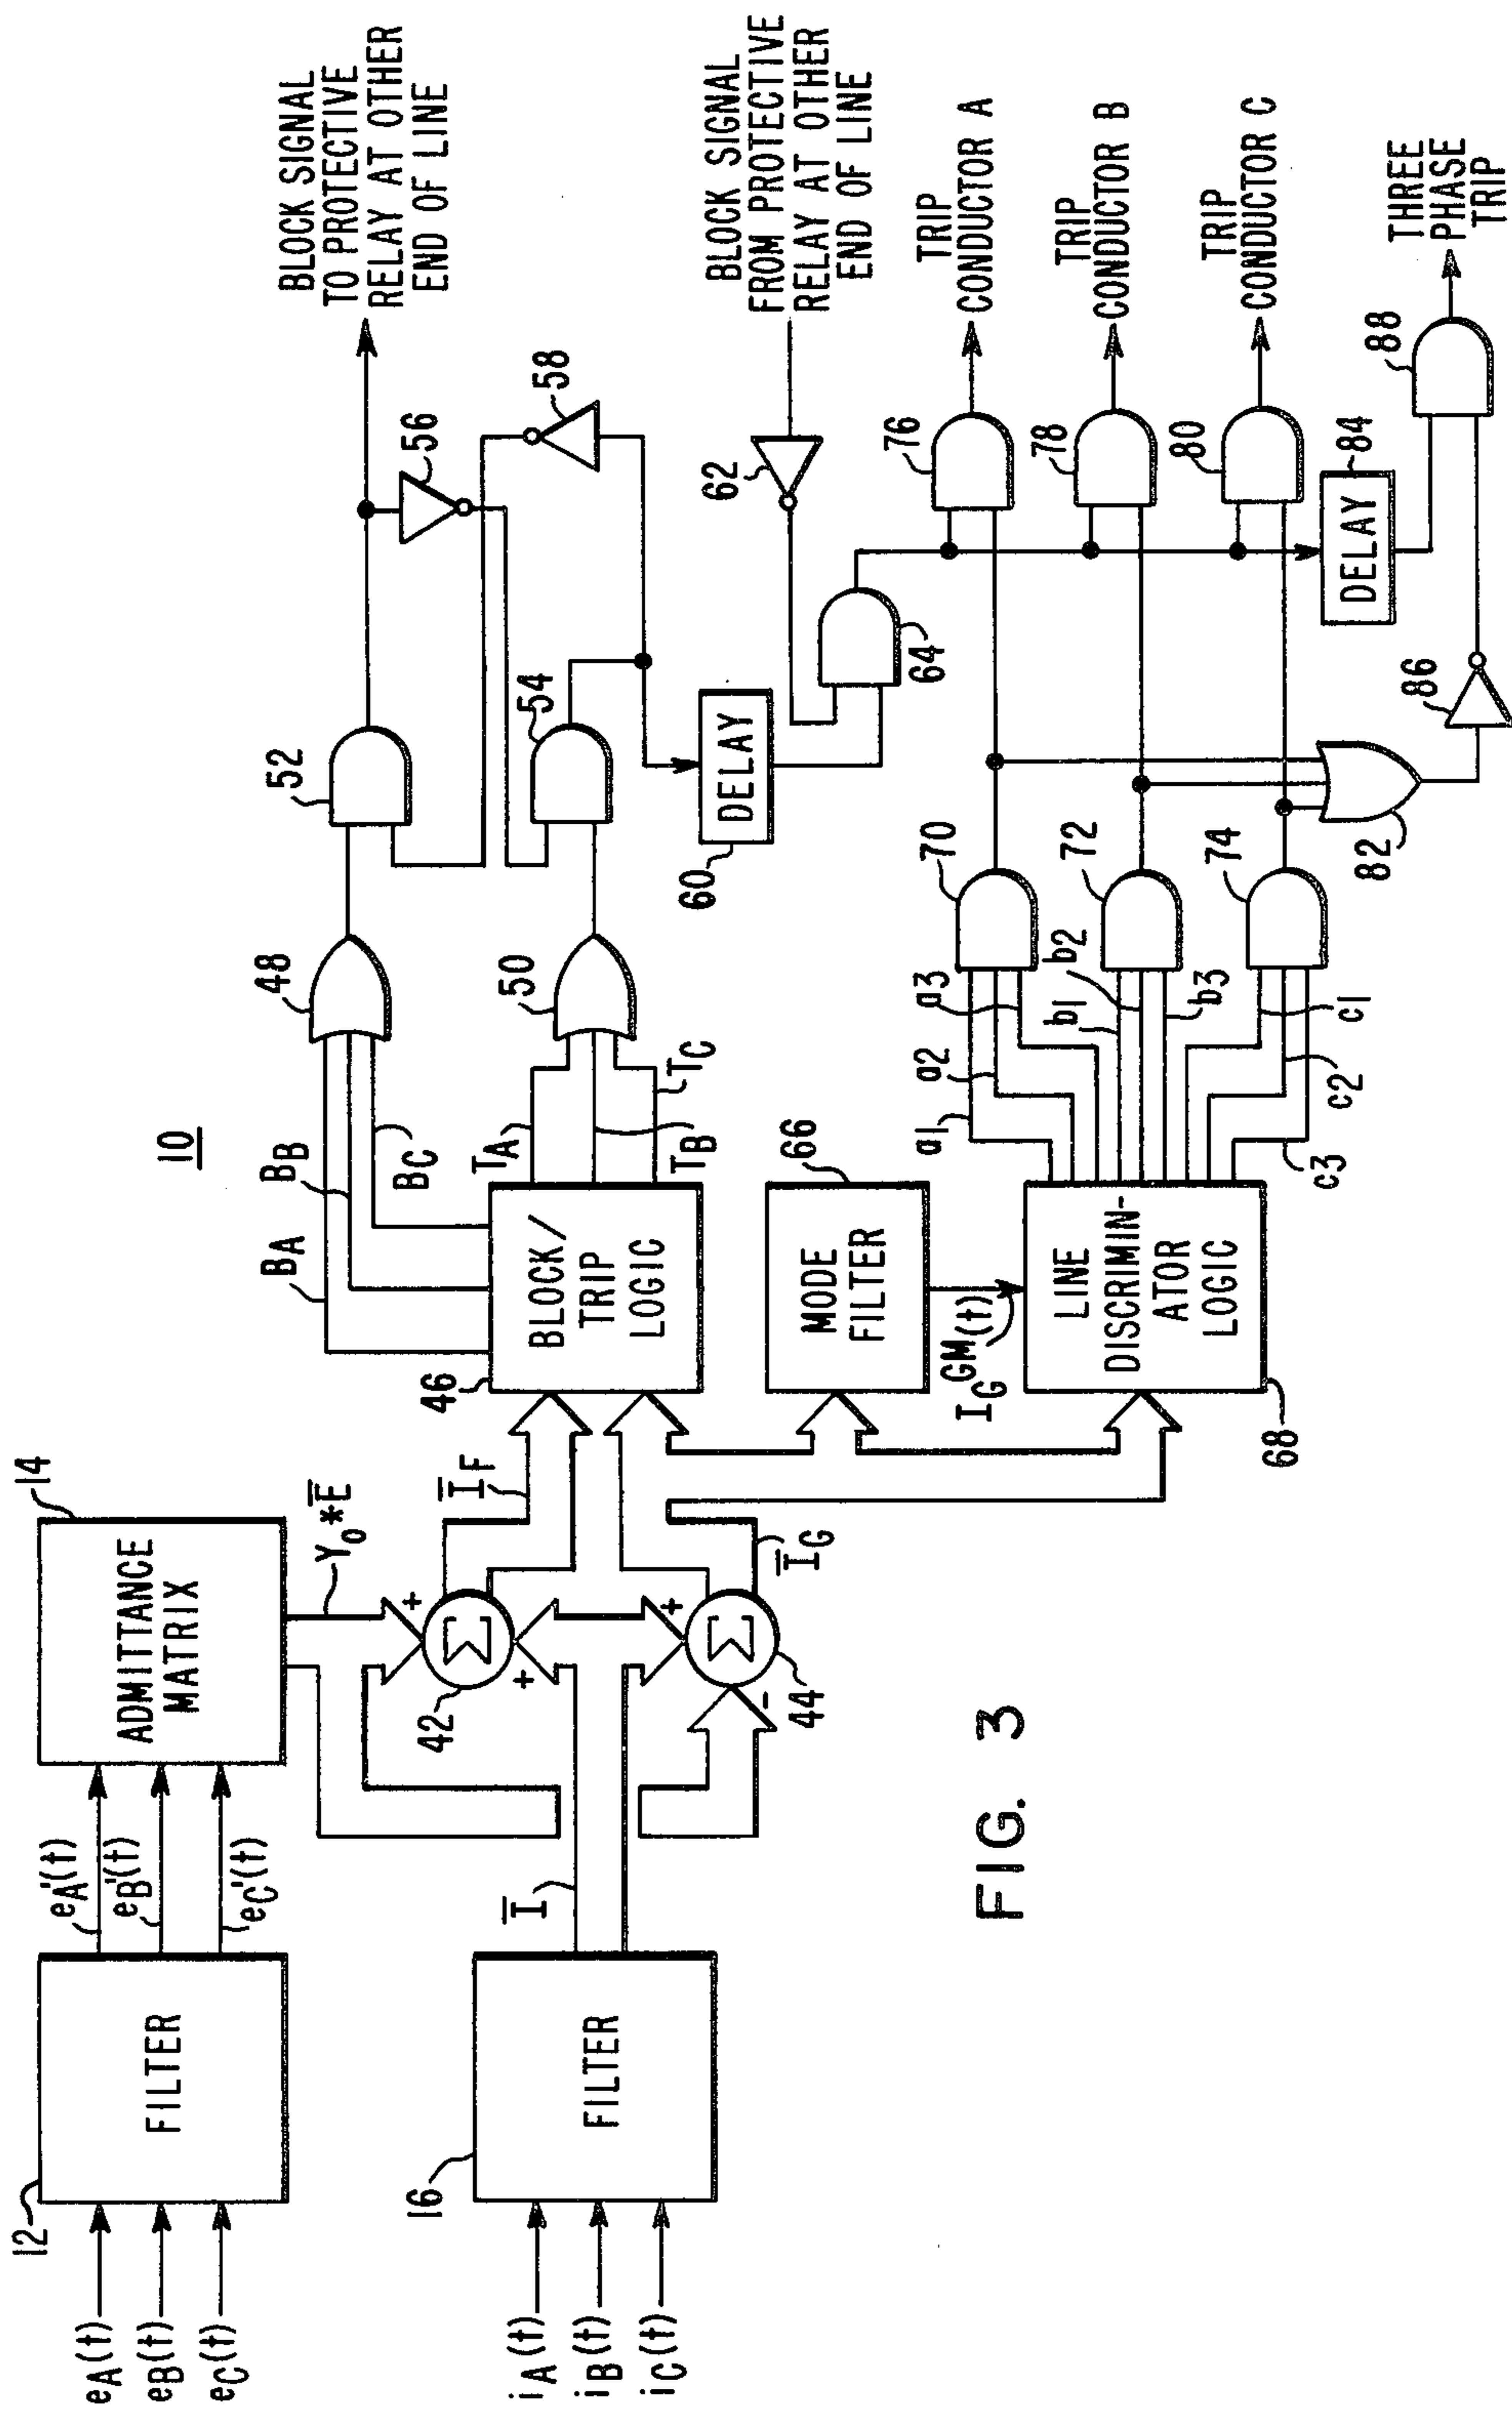 10
12
FILTER
eA(t)
eB(t)
eC(t)
eA'(t)
eB'(t)
eC'(t)
14
ADMITTANCE
MATRIX
Y₀*E̅
16
FILTER
iA(t)
iB(t)
iC(t)
I̅
42
Σ
+
+
44
Σ
+
-
I̅F
I̅G
46
BLOCK/
TRIP
LOGIC
BA
BB
BC
TA
TB
TC
48
50
52
54
56
58
BLOCK SIGNAL
TO PROTECTIVE
RELAY AT OTHER
END OF LINE
60
DELAY
62
64
BLOCK SIGNAL
FROM PROTECTIVE
RELAY AT OTHER
END OF LINE
66
MODE
FILTER
IG^GM(t)
68
LINE
DISCRIMIN-
ATOR
LOGIC
a1
a2
a3
b1
b2
b3
c1
c2
c3
70
72
74
76
78
80
TRIP
CONDUCTOR A
TRIP
CONDUCTOR B
TRIP
CONDUCTOR C
82
84
DELAY
86
88
THREE
PHASE
TRIP
FIG. 3